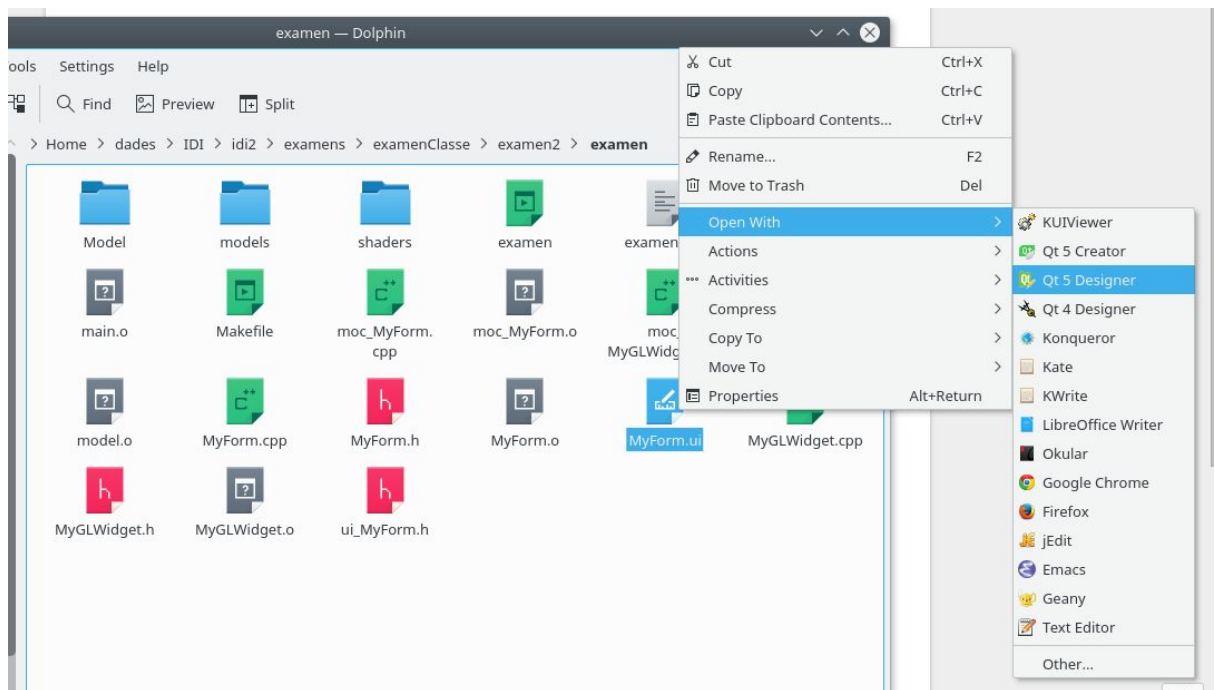 examen — Dolphin
ools Settings Help
Find Preview Split
> Home > dades > IDI > idi2 > examens > examenClasse > examen2 > examen
Model models shaders examen examen
main.o Makefile moc_MyForm.cpp moc_MyForm.o moc_MyGLWidg
model.o MyForm.cpp MyForm.h MyForm.o MyForm.ui MyGLWidget.cpp
MyGLWidget.h MyGLWidget.o ui_MyForm.h
Cut Ctrl+X
Copy Ctrl+C
Paste Clipboard Contents... Ctrl+V
Rename... F2
Move to Trash Del
Open With >
Actions >
Activities >
Compress >
Copy To >
Move To >
Properties Alt+Return
KUIViewer
Qt 5 Creator
Qt 5 Designer
Qt 4 Designer
Konqueror
Kate
KWrite
LibreOffice Writer
Okular
Google Chrome
Firefox
jEdit
Emacs
Geany
Text Editor
Other...